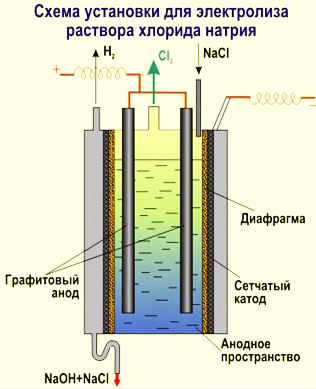 Схема установки для электролиза
раствора хлорида натрия
H₂
Cl₂
NaCl
+
−
Диафрагма
Графитовый
анод
Сетчатый
катод
Анодное
пространство
NaOH+NaCl